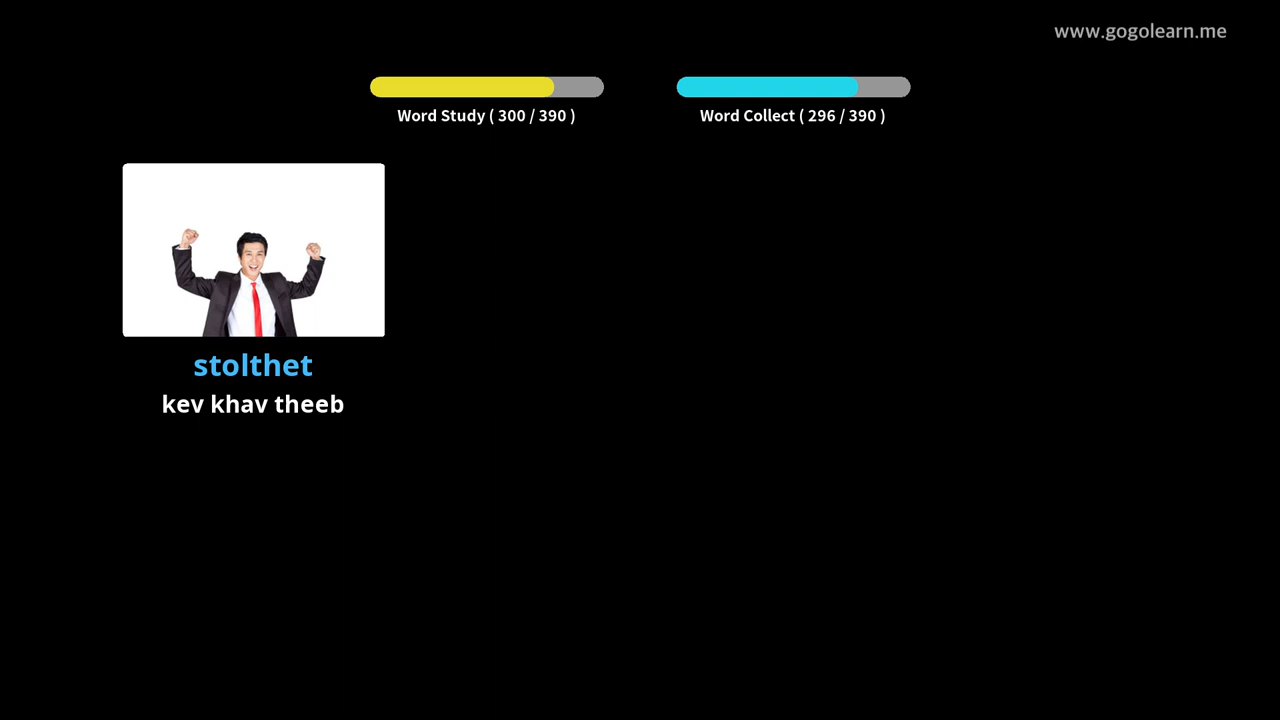 www.gogolearn.me
Word Study ( 300 / 390 )
Word Collect ( 296 / 390 )
stolthet
kev khav theeb